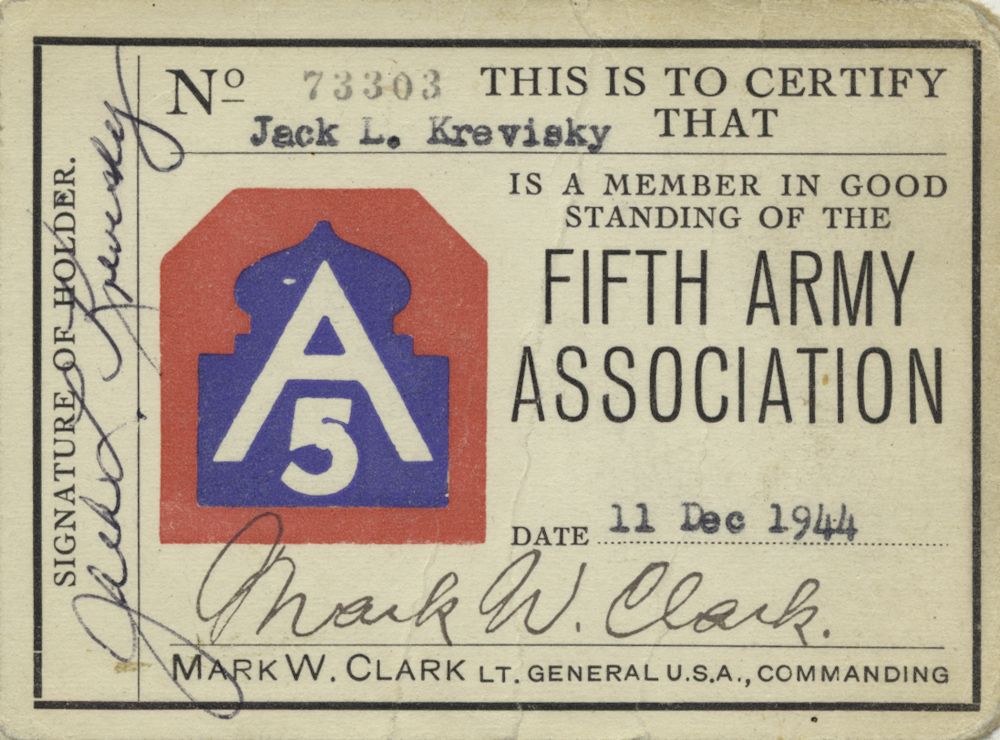 Nº 73303 THIS IS TO CERTIFY
THAT
Jack L. Krevisky
IS A MEMBER IN GOOD
STANDING OF THE
FIFTH ARMY
ASSOCIATION
A
5
DATE 11 Dec 1944
Mark W. Clark.
MARK W. CLARK LT. GENERAL U.S.A., COMMANDING
SIGNATURE OF HOLDER.
Jack L. Krevisky